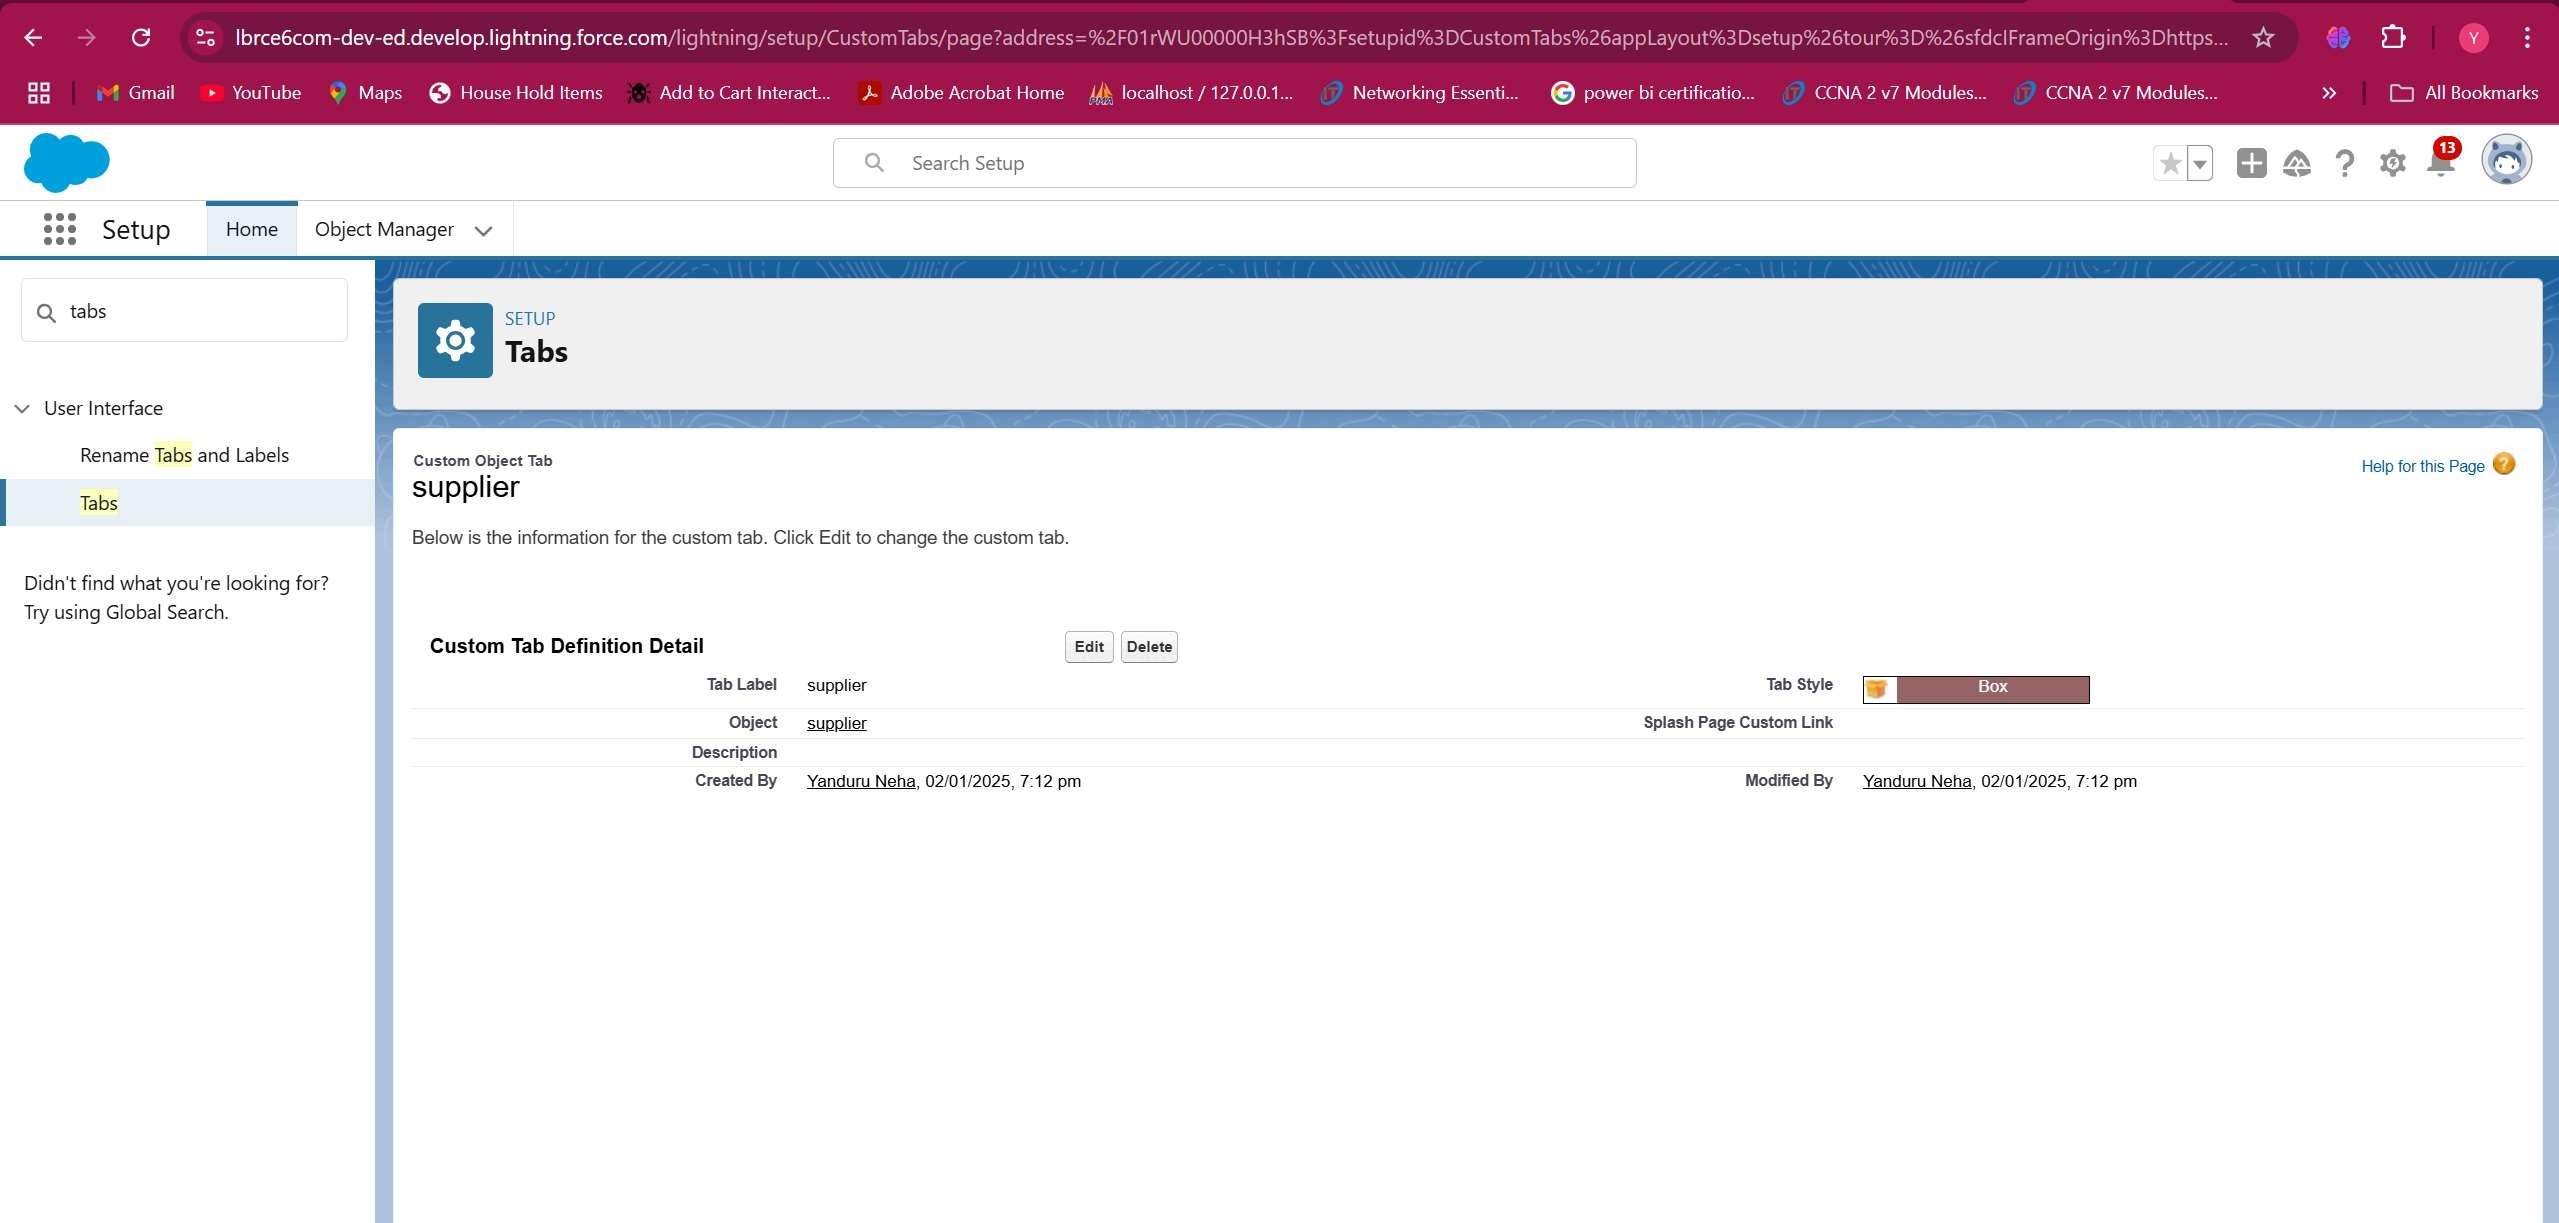 lbrce6com-dev-ed.develop.lightning.force.com/lightning/setup/CustomTabs/page?address=%2F01rWU00000H3hSB%3Fsetupid%3DCustomTabs%26appLayout%3Dsetup%26tour%3D%26sfdcIFrameOrigin%3Dhttps...
Y
Gmail YouTube Maps House Hold Items Add to Cart Interact... Adobe Acrobat Home localhost / 127.0.0.1... Networking Essenti... power bi certificatio... CCNA 2 v7 Modules... CCNA 2 v7 Modules... » All Bookmarks
Search Setup
13
Setup Home Object Manager
tabs
SETUP
Tabs
User Interface
Rename Tabs and Labels
Tabs
Didn't find what you're looking for?
Try using Global Search.
Custom Object Tab
supplier
Help for this Page ?
Below is the information for the custom tab. Click Edit to change the custom tab.
Custom Tab Definition Detail Edit Delete
Tab Label supplier Tab Style Box
Object supplier Splash Page Custom Link
Description
Created By Yanduru Neha, 02/01/2025, 7:12 pm Modified By Yanduru Neha, 02/01/2025, 7:12 pm